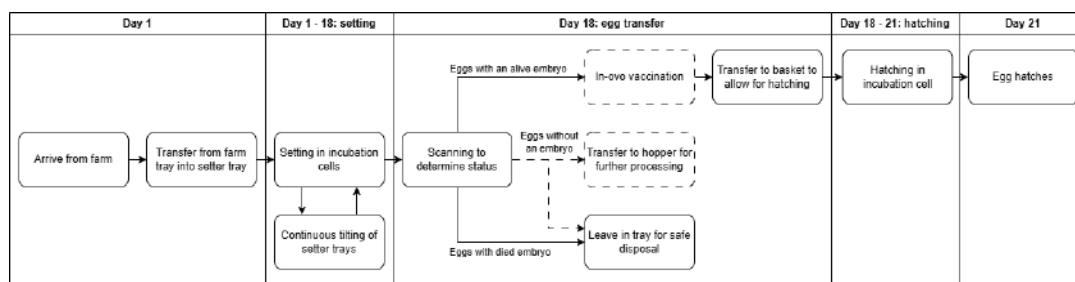 Day 1
Day 1 - 18: setting
Day 18: egg transfer
Day 18 - 21: hatching
Day 21
Eggs with an alive embryo
In-ovo vaccination
Transfer to basket to
allow for hatching
Hatching in
incubation cell
Egg hatches
Arrive from farm
Transfer from farm
tray into setter tray
Setting in incubation
cells
Scanning to
determine status
Eggs without
an embryo
Transfer to hopper for
further processing
Continuous tilting of
setter trays
Eggs with died embryo
Leave in tray for safe
disposal